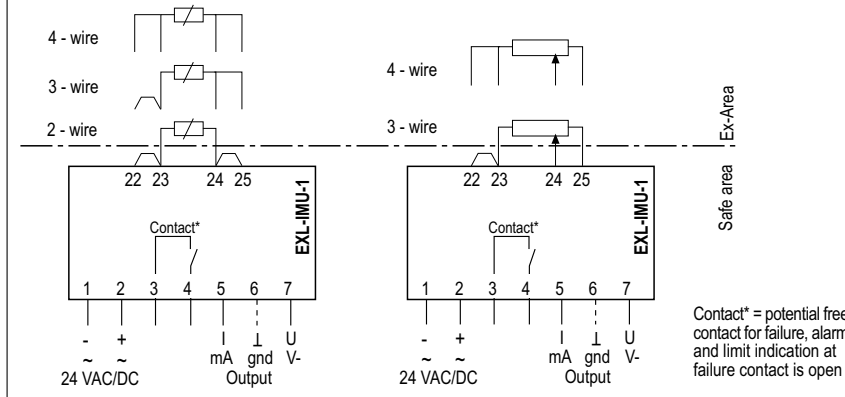 4 - wire
3 - wire
2 - wire
22 23 24 25
EXL-IMU-1
Contact*
1 2 3 4 5 6 7
- + I ⊥ U
~ ~ mA gnd V-
24 VAC/DC Output
4 - wire
3 - wire
22 23 24 25
EXL-IMU-1
Contact*
1 2 3 4 5 6 7
- + I ⊥ U
~ ~ mA gnd V-
24 VAC/DC Output
Ex-Area
Safe area
Contact* = potential free
contact for failure, alarm
and limit indication at
failure contact is open